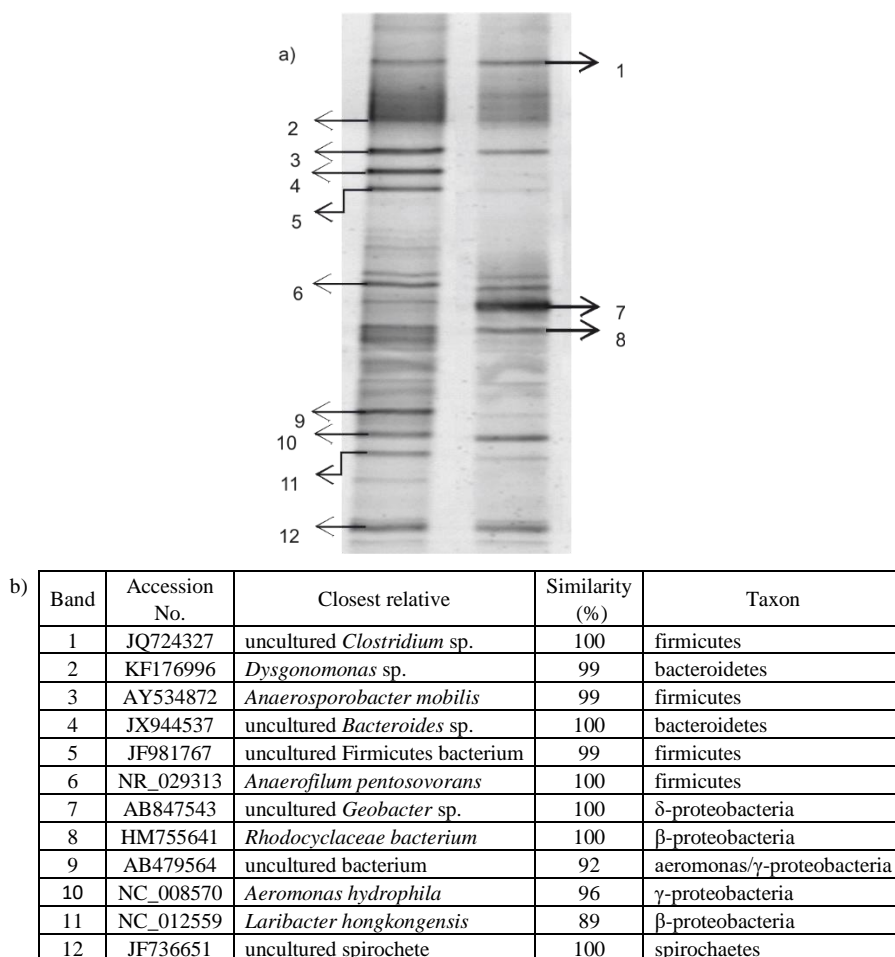 a)
1
2
3
4
5
6
7
8
9
10
11
12
b)
Band Accession No. Closest relative Similarity (%) Taxon
1 JQ724327 uncultured Clostridium sp. 100 firmicutes
2 KF176996 Dysgonomonas sp. 99 bacteroidetes
3 AY534872 Anaerosporobacter mobilis 99 firmicutes
4 JX944537 uncultured Bacteroides sp. 100 bacteroidetes
5 JF981767 uncultured Firmicutes bacterium 99 firmicutes
6 NR_029313 Anaerofilum pentosovorans 100 firmicutes
7 AB847543 uncultured Geobacter sp. 100 δ-proteobacteria
8 HM755641 Rhodocyclaceae bacterium 100 β-proteobacteria
9 AB479564 uncultured bacterium 92 aeromonas/γ-proteobacteria
10 NC_008570 Aeromonas hydrophila 96 γ-proteobacteria
11 NC_012559 Laribacter hongkongensis 89 β-proteobacteria
12 JF736651 uncultured spirochete 100 spirochaetes